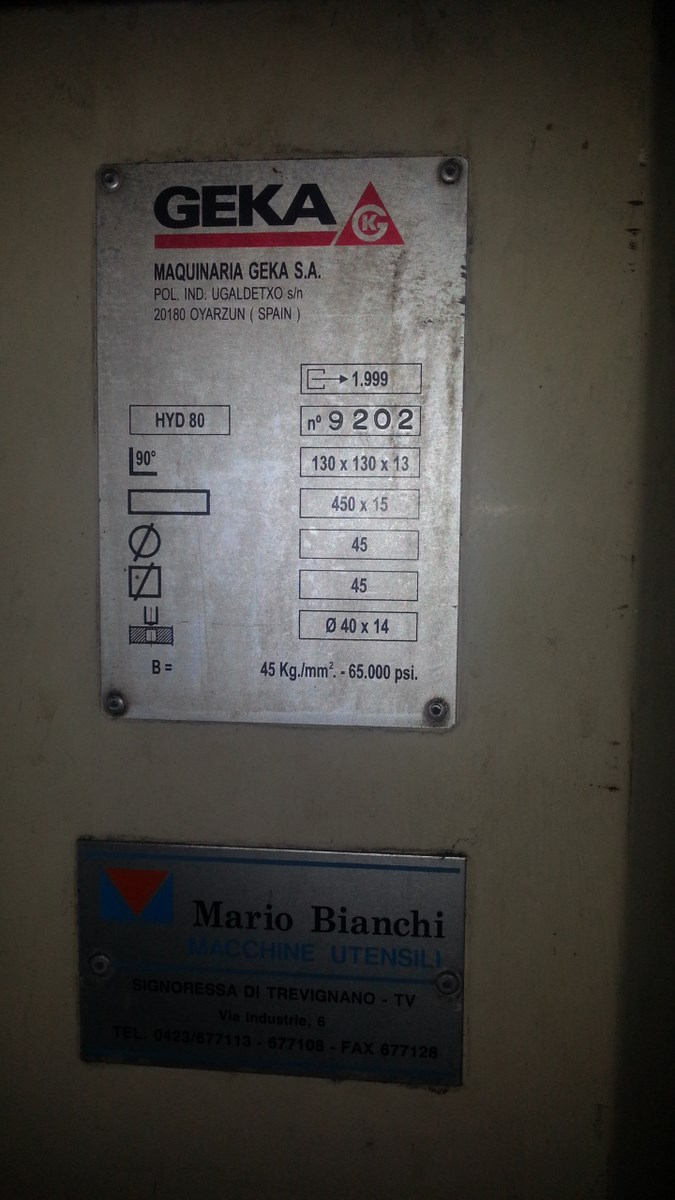 GEKA
GK
MAQUINARIA GEKA S.A.
POL. IND. UGALDETXO s/n
20180 OYARZUN ( SPAIN )
1.999
HYD 80 nº 9202
90° 130 x 130 x 13
450 x 15
45
45
Ø 40 x 14
B = 45 Kg./mm². - 65.000 psi.
Mario Bianchi
MACCHINE UTENSILI
SIGNORESSA DI TREVIGNANO - TV
Via Industrie, 6
TEL. 0423/677113 - 677108 - FAX 677128